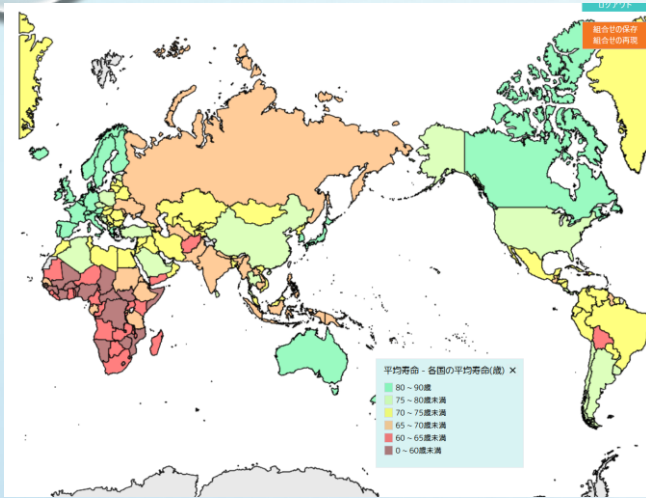 ログアウト
組合せの保存
組合せの再現
平均寿命 - 各国の平均寿命(歳) ×
80～90歳
75～80歳未満
70～75歳未満
65～70歳未満
60～65歳未満
0～60歳未満